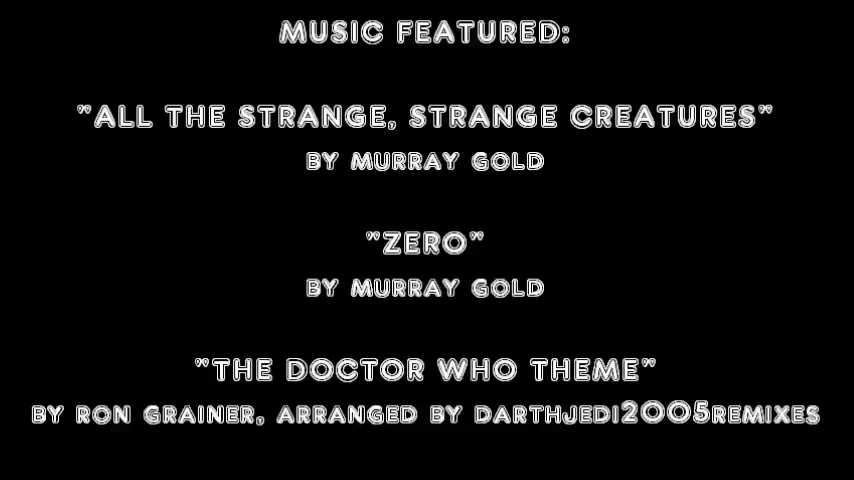 MUSIC FEATURED:
"ALL THE STRANGE, STRANGE CREATURES"
BY MURRAY GOLD
"ZERO"
BY MURRAY GOLD
"THE DOCTOR WHO THEME"
BY RON GRAINER, ARRANGED BY DARTHJEDI2005REMIXES